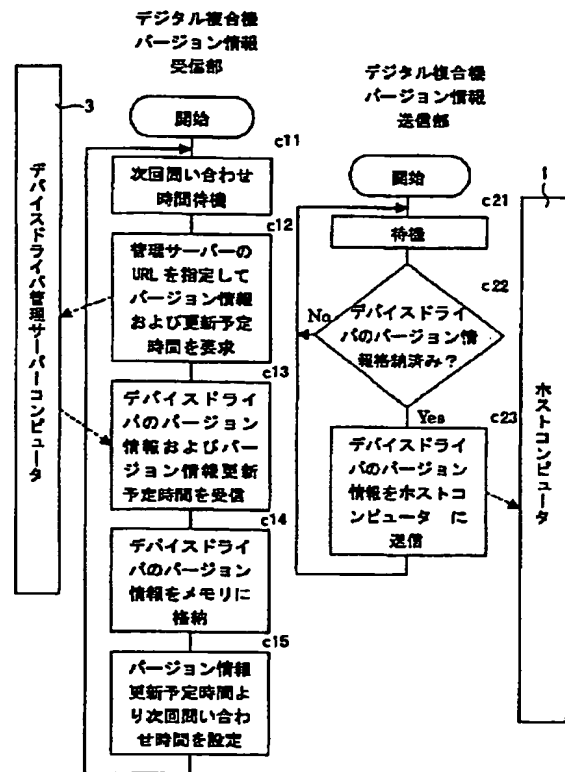 デジタル複合機
バージョン情報
受信部
開始
c11
次回問い合わせ
時間待機
c12
管理サーバーの
URLを指定して
バージョン情報
および更新予定
時間を要求
c13
デバイスドライ
バのバージョン
情報およびバー
ジョン情報更新
予定時間を受信
c14
デバイスドライ
バのバージョン
情報をメモリに
格納
c15
バージョン情報
更新予定時間よ
り次回問い合わ
せ時間を設定
3
デバイスドライバ管理サーバーコンピュータ
デジタル複合機
バージョン情報
送信部
開始
c21
待機
c22
デバイスドライ
バのバージョン情
報格納済み?
No
Yes
c23
デバイスドライ
バのバージョン
情報をホストコ
ンピュータ に
送信
1
ホストコンピュータ